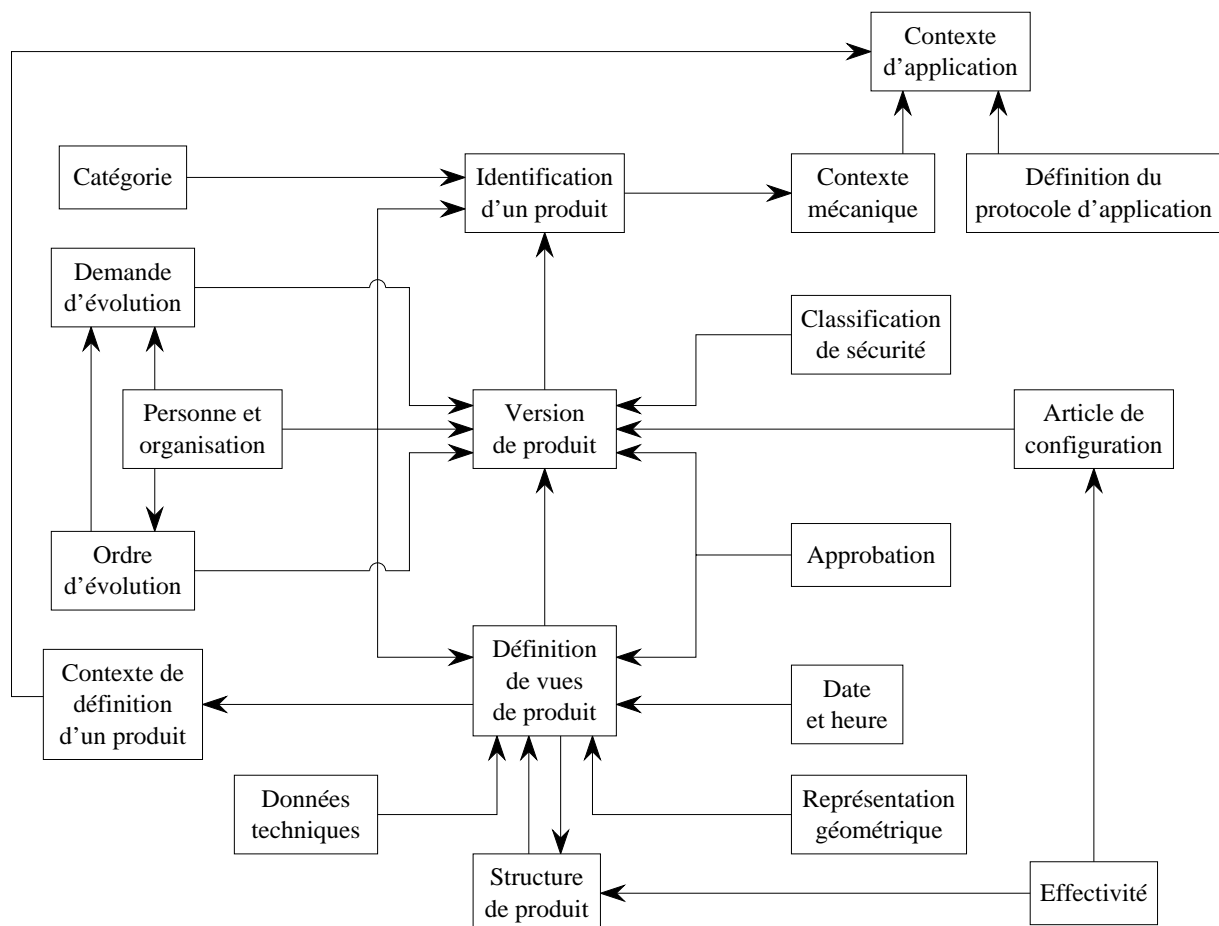 Contexte
d'application
Catégorie
Identification
d'un produit
Contexte
mécanique
Définition du
protocole d'application
Demande
d'évolution
Classification
de sécurité
Personne et
organisation
Version
de produit
Article de
configuration
Ordre
d'évolution
Approbation
Contexte de
définition
d'un produit
Définition
de vues
de produit
Date
et heure
Données
techniques
Représentation
géométrique
Structure
de produit
Effectivité